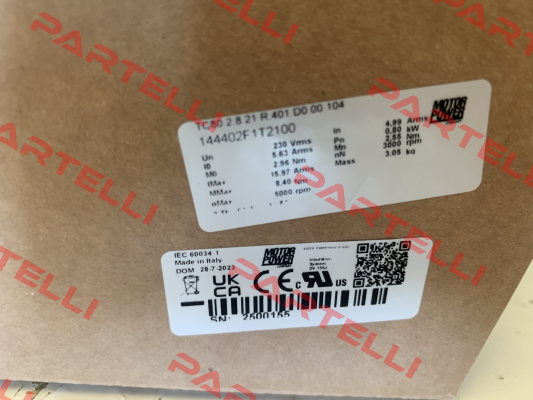 TC80 2.8 21 R 401 D0 00 104
144402F1T2100
MOTOR POWER
Un 230 Vrms In 4.99 Arms
I0 5.63 Arms Pn 0,80 kW
M0 2.96 Nm Mn 2,55 Nm
IMax 15.97 Arms nN 3000 rpm
MMax 8,40 Nm Mass 3.05 kg
nMax 5000 rpm
IEC 60034-1
Made in Italy
DOM 28-7-2023
MOTOR POWER
Insulation
System
UK
CA
CE
c US
SN: 2500155
PARTELLI
PARTELLI
PARTELLI
PARTELLI
PARTELLI